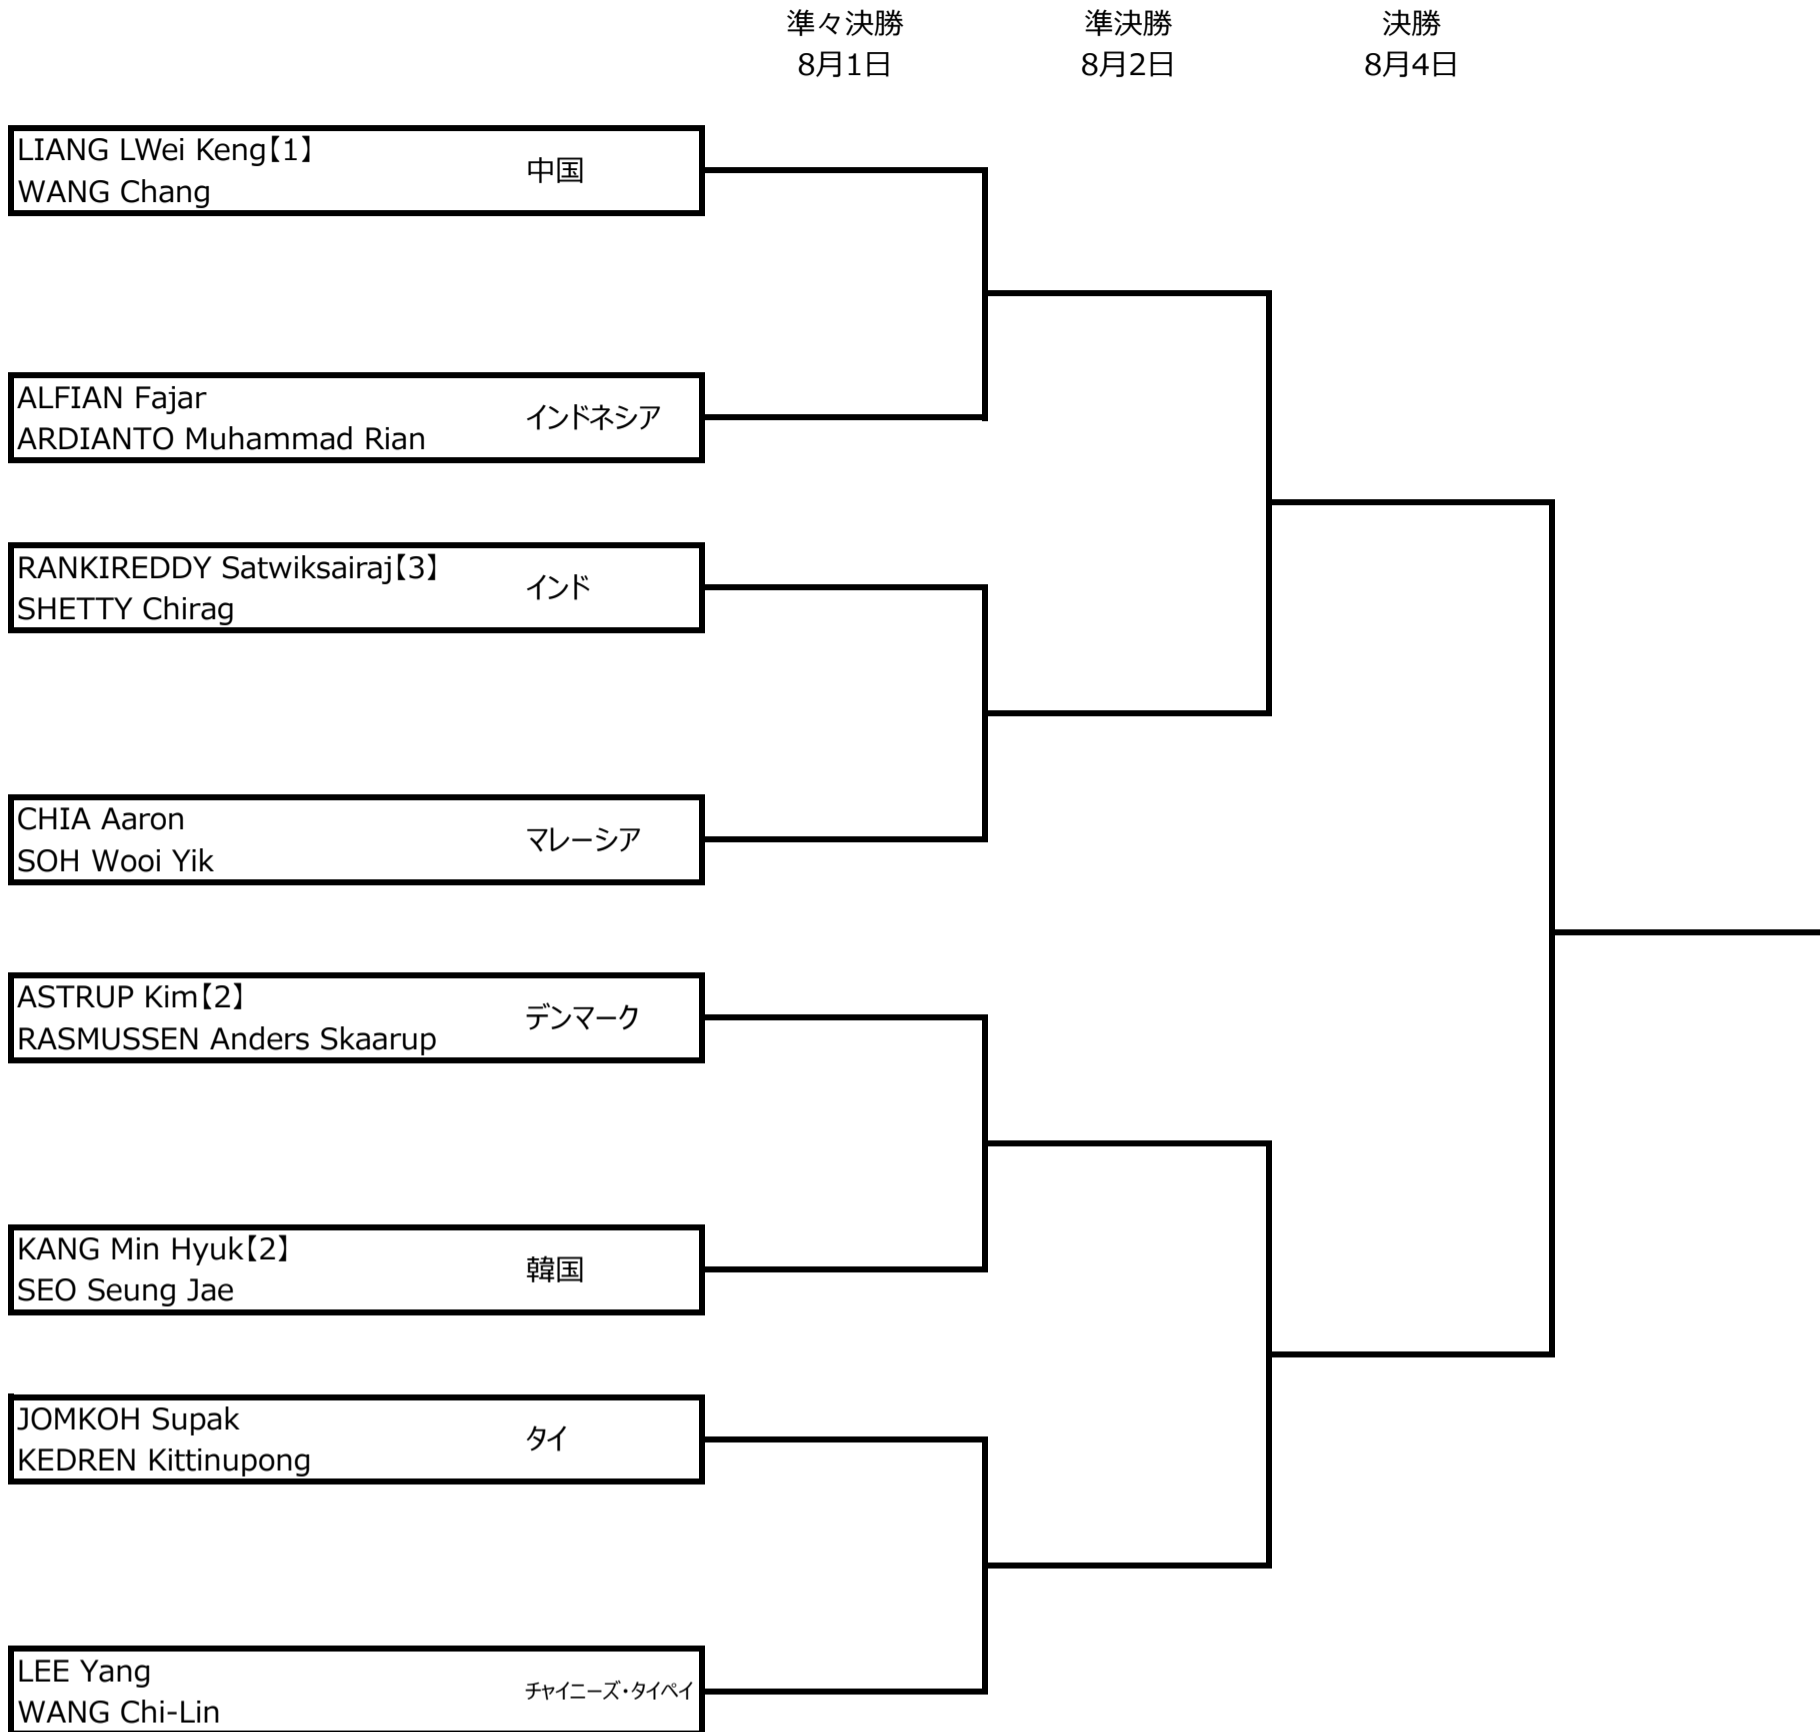 準々決勝 準決勝 決勝
8月1日 8月2日 8月4日
LIANG LWei Keng【1】
WANG Chang
中国
ALFIAN Fajar
ARDIANTO Muhammad Rian
インドネシア
RANKIREDDY Satwiksairaj【3】
SHETTY Chirag
インド
CHIA Aaron
SOH Wooi Yik
マレーシア
ASTRUP Kim【2】
RASMUSSEN Anders Skaarup
デンマーク
KANG Min Hyuk【2】
SEO Seung Jae
韓国
JOMKOH Supak
KEDREN Kittinupong
タイ
LEE Yang
WANG Chi-Lin
チャイニーズ・タイペイ